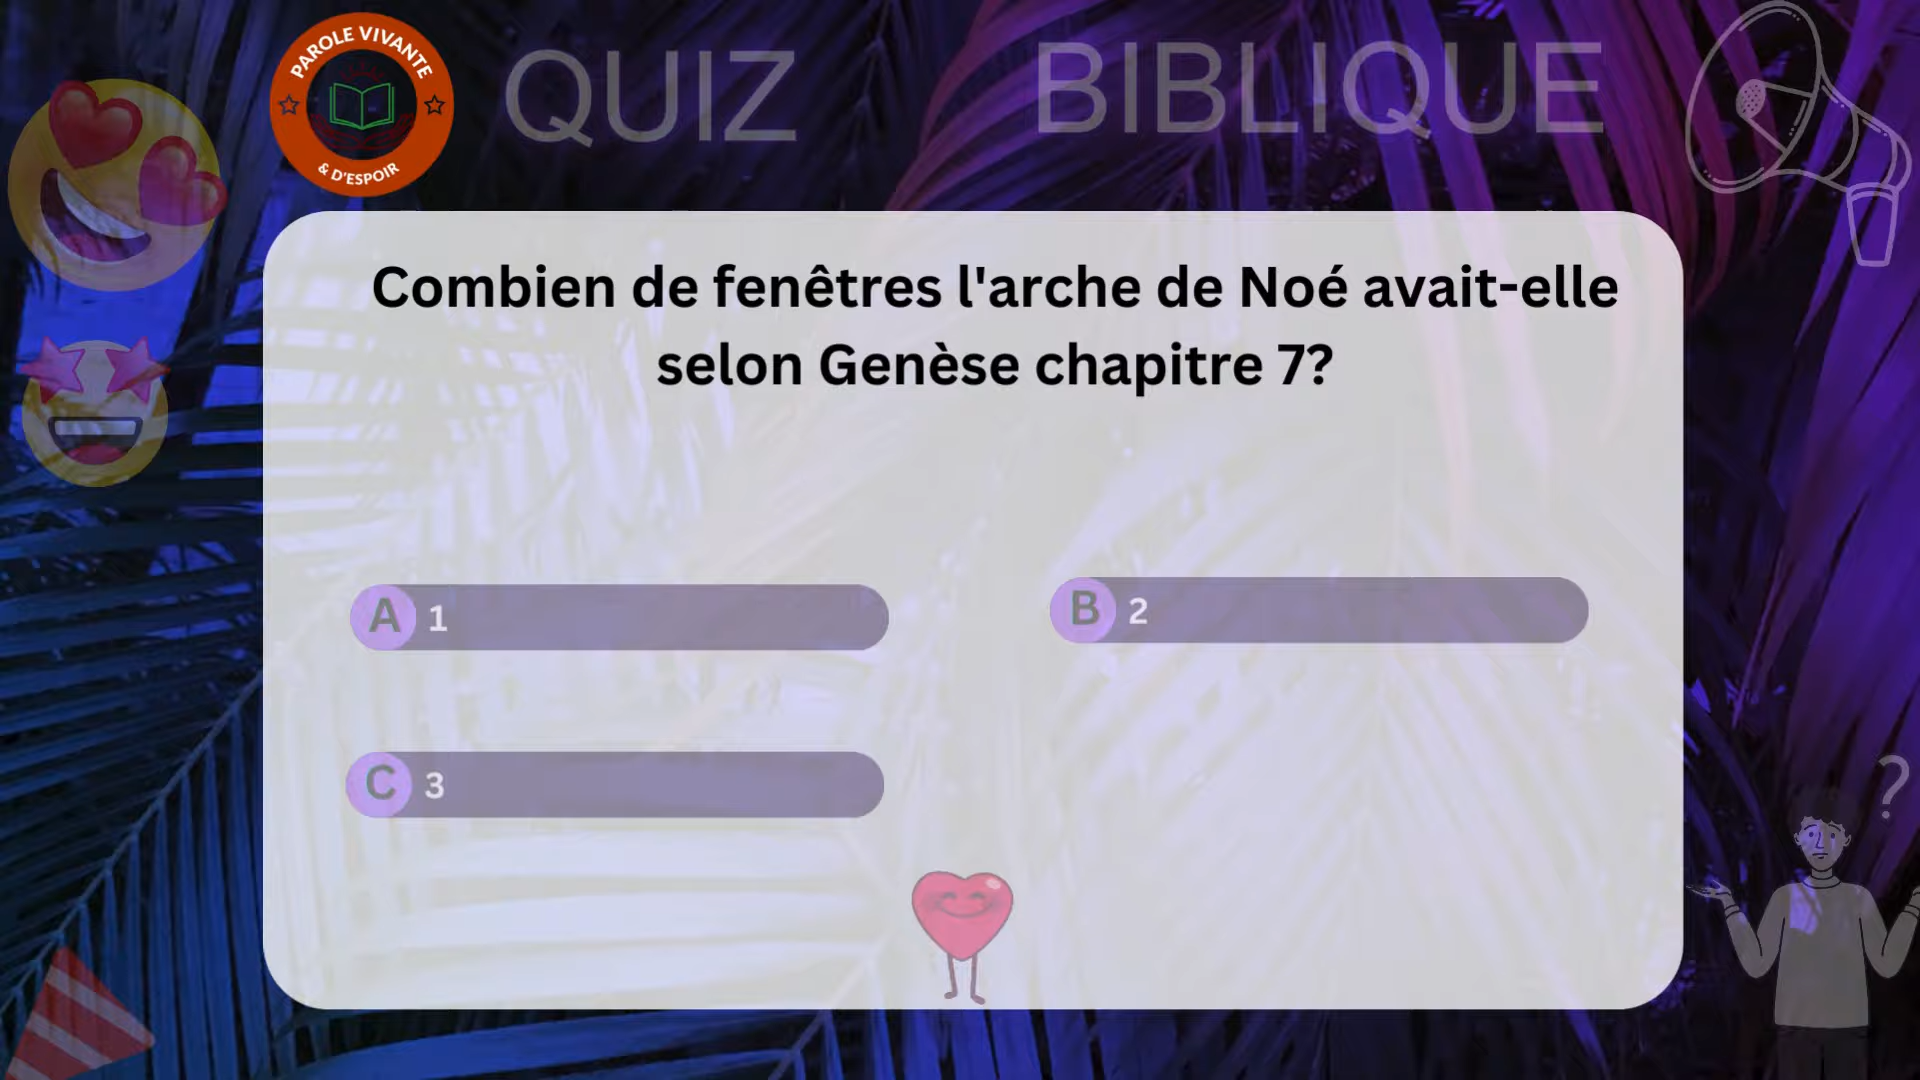 PAROLE VIVANTE
& D'ESPOIR
QUIZ BIBLIQUE
Combien de fenêtres l'arche de Noé avait-elle
selon Genèse chapitre 7?
A 1
B 2
C 3
?